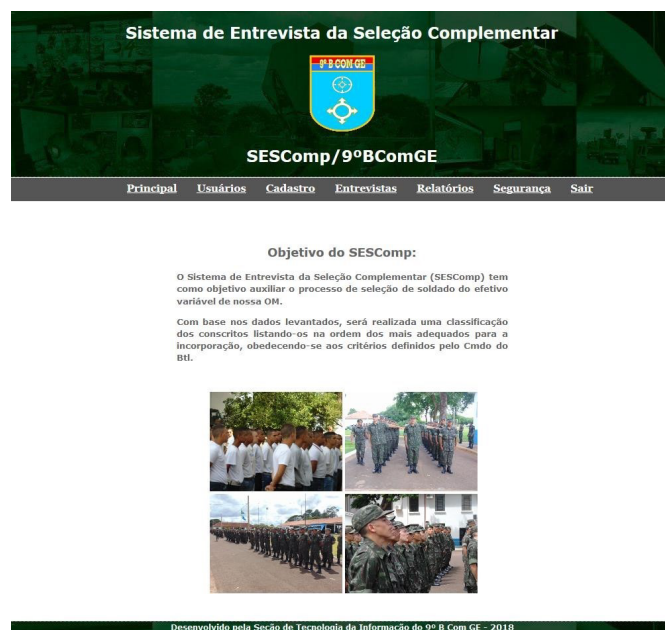 Sistema de Entrevista da Seleção Complementar
9º B COM GE
SESComp/9ºBComGE
Principal Usuários Cadastro Entrevistas Relatórios Segurança Sair
Objetivo do SESComp:
O Sistema de Entrevista da Seleção Complementar (SESComp) tem
como objetivo auxiliar o processo de seleção de soldado do efetivo
variável de nossa OM.
Com base nos dados levantados, será realizada uma classificação
dos conscritos listando-os na ordem dos mais adequados para a
incorporação, obedecendo-se aos critérios definidos pelo Cmdo do
Btl.
Desenvolvido pela Seção de Tecnologia da Informação do 9º B Com GE - 2018